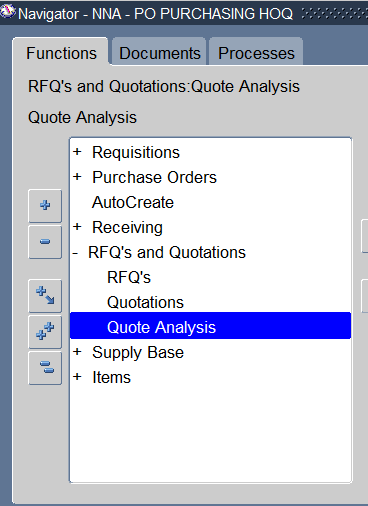 Navigator - NNA - PO PURCHASING HOQ
Functions Documents Processes
RFQ's and Quotations:Quote Analysis
Quote Analysis
+ Requisitions
+ Purchase Orders
AutoCreate
+ Receiving
- RFQ's and Quotations
RFQ's
Quotations
Quote Analysis
+ Supply Base
+ Items